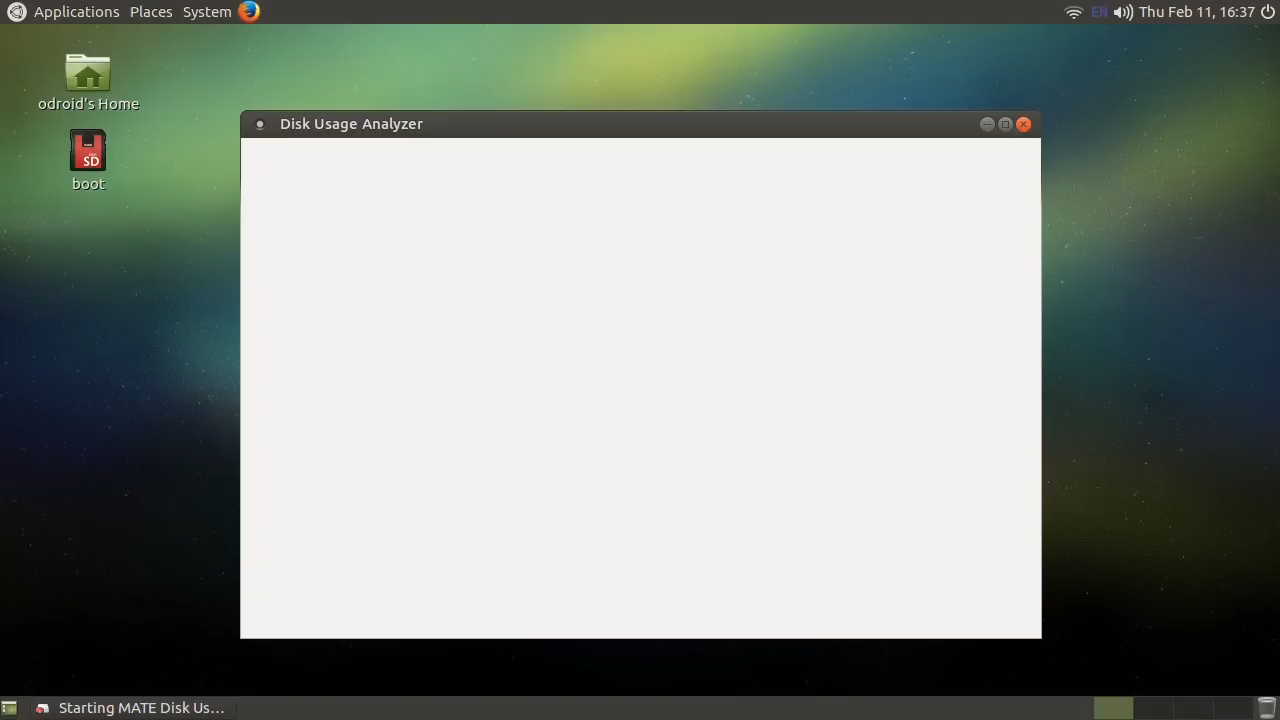 Applications Places System
EN Thu Feb 11, 16:37
odroid's Home
SD
boot
Disk Usage Analyzer
Starting MATE Disk Us...